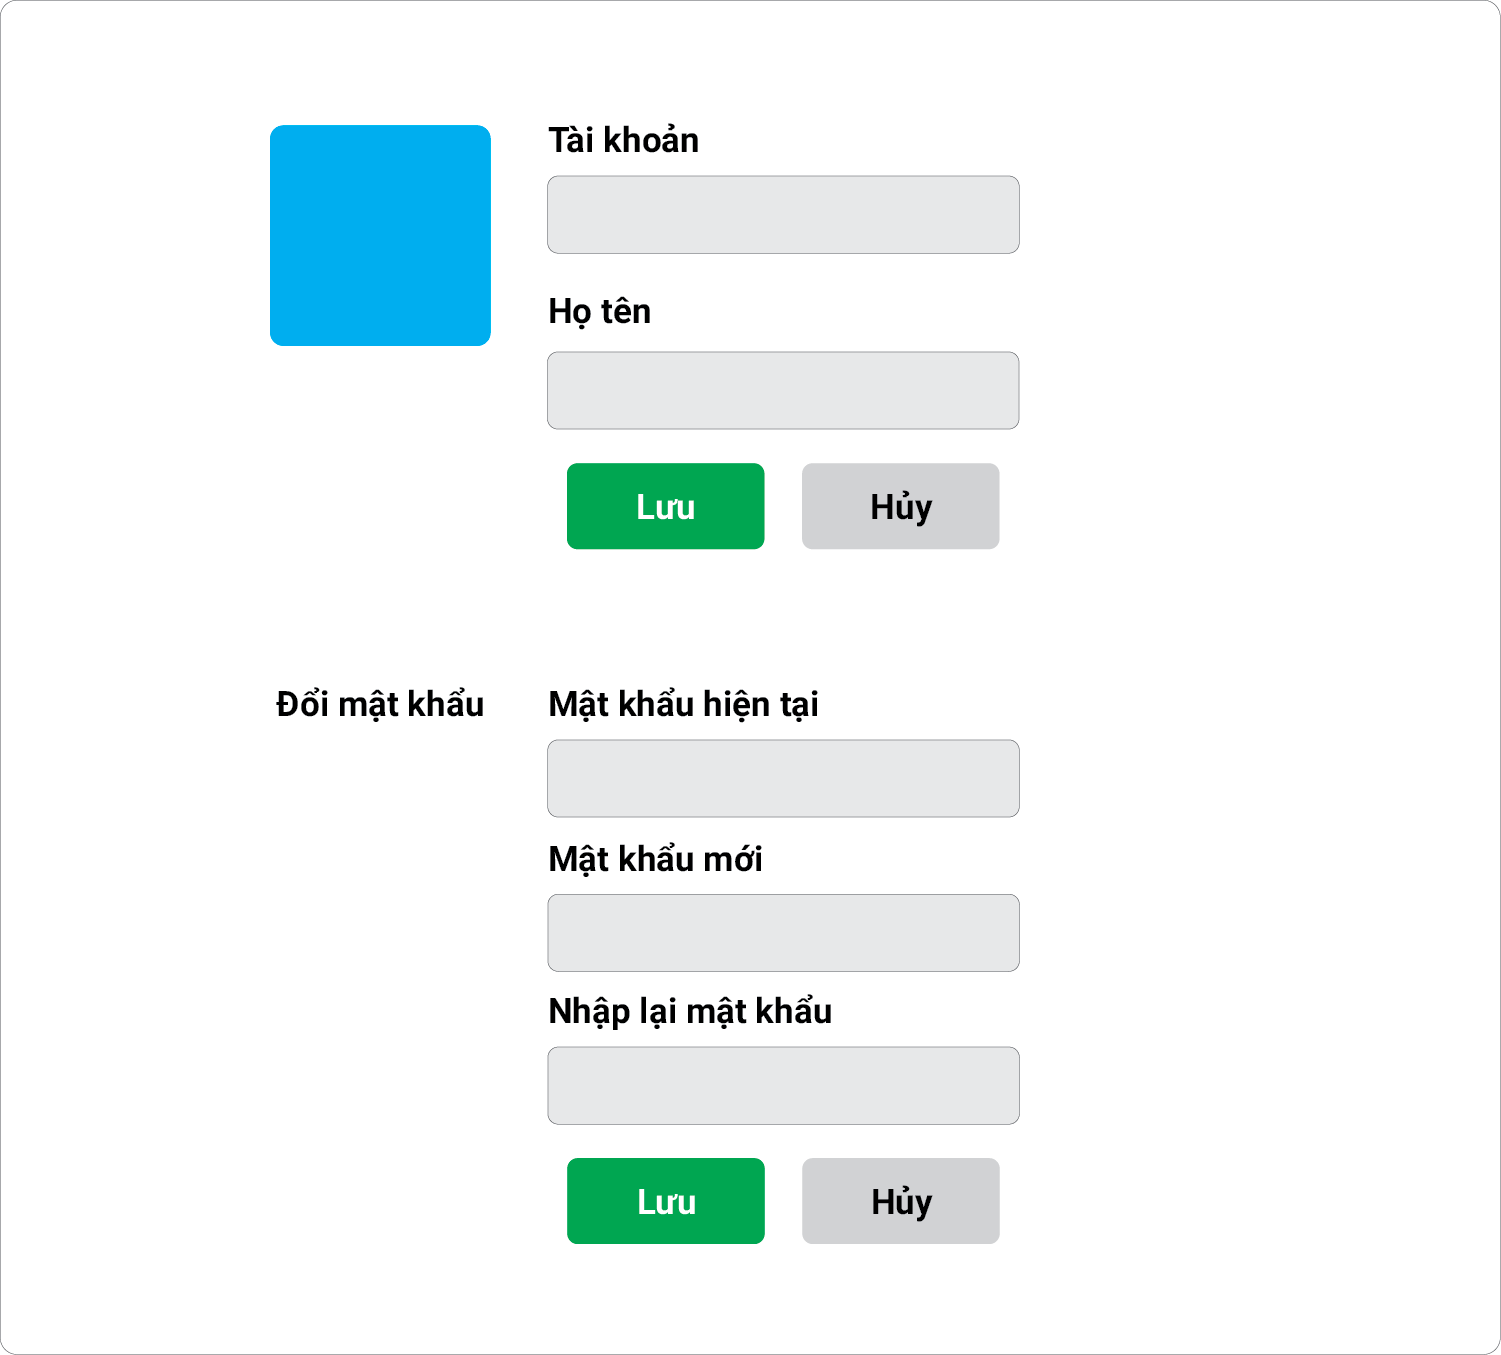 Tài khoản
Họ tên
Lưu
Hủy
Đổi mật khẩu
Mật khẩu hiện tại
Mật khẩu mới
Nhập lại mật khẩu
Lưu
Hủy